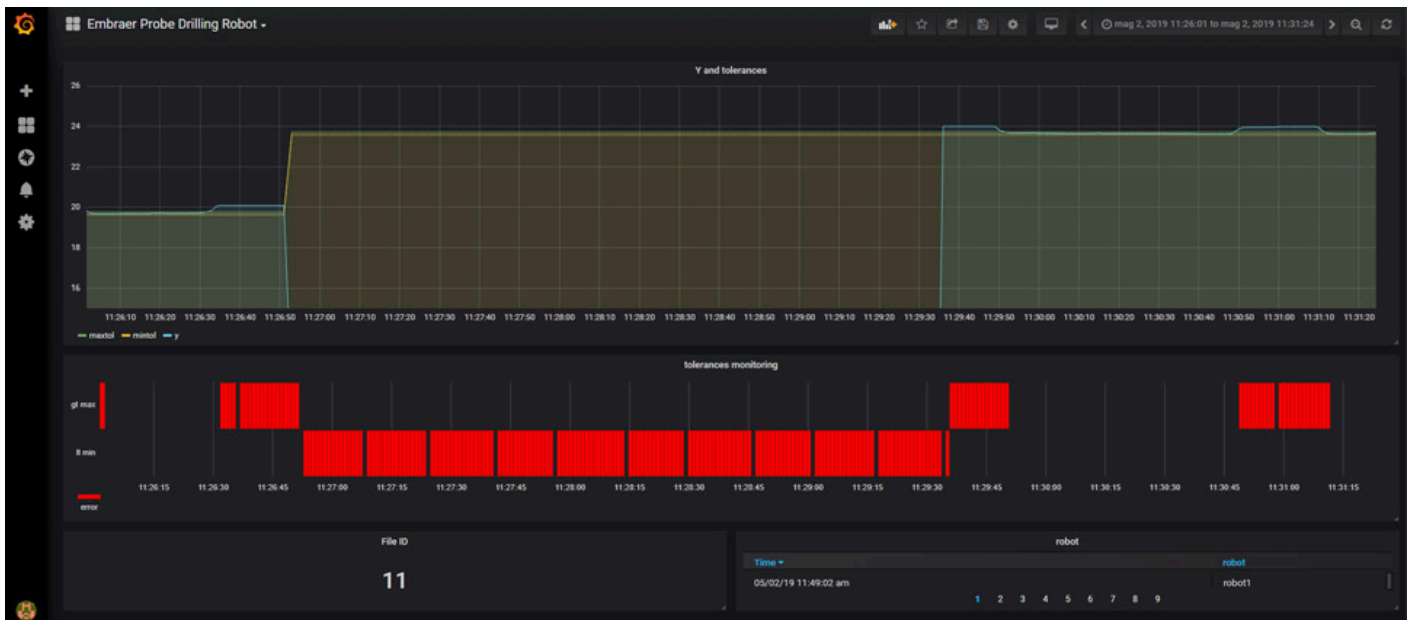 Embraer Probe Drilling Robot
mag 2, 2019 11:26:01 to mag 2, 2019 11:31:24
Y and tolerances
26
24
22
20
18
16
11:26:10 11:26:20 11:26:30 11:26:40 11:26:50 11:27:00 11:27:10 11:27:20 11:27:30 11:27:40 11:27:50 11:28:00 11:28:10 11:28:20 11:28:30 11:28:40 11:28:50 11:29:00 11:29:10 11:29:20 11:29:30 11:29:40 11:29:50 11:30:00 11:30:10 11:30:20 11:30:30 11:30:40 11:30:50 11:31:00 11:31:10 11:31:20
maxtol mintol y
tolerances monitoring
gt max
lt min
11:26:15 11:26:30 11:26:45 11:27:00 11:27:15 11:27:30 11:27:45 11:28:00 11:28:15 11:28:30 11:28:45 11:29:00 11:29:15 11:29:30 11:29:45 11:30:00 11:30:15 11:30:30 11:30:45 11:31:00 11:31:15
error
File ID
11
robot
Time robot
05/02/19 11:49:02 am robot1
1 2 3 4 5 6 7 8 9